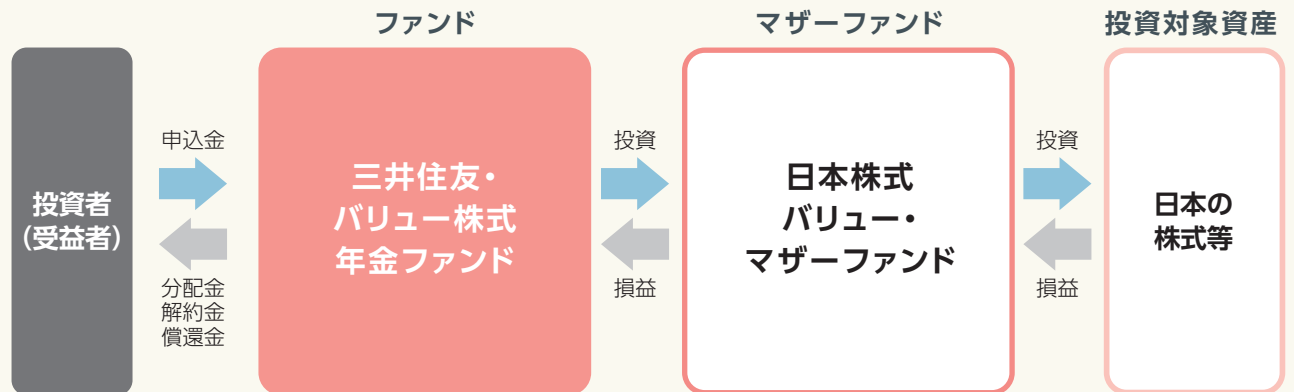 ファンド
マザーファンド
投資対象資産
投資者
(受益者)
申込金
分配金
解約金
償還金
三井住友・
バリュー株式
年金ファンド
投資
損益
日本株式
バリュー・
マザーファンド
投資
損益
日本の
株式等